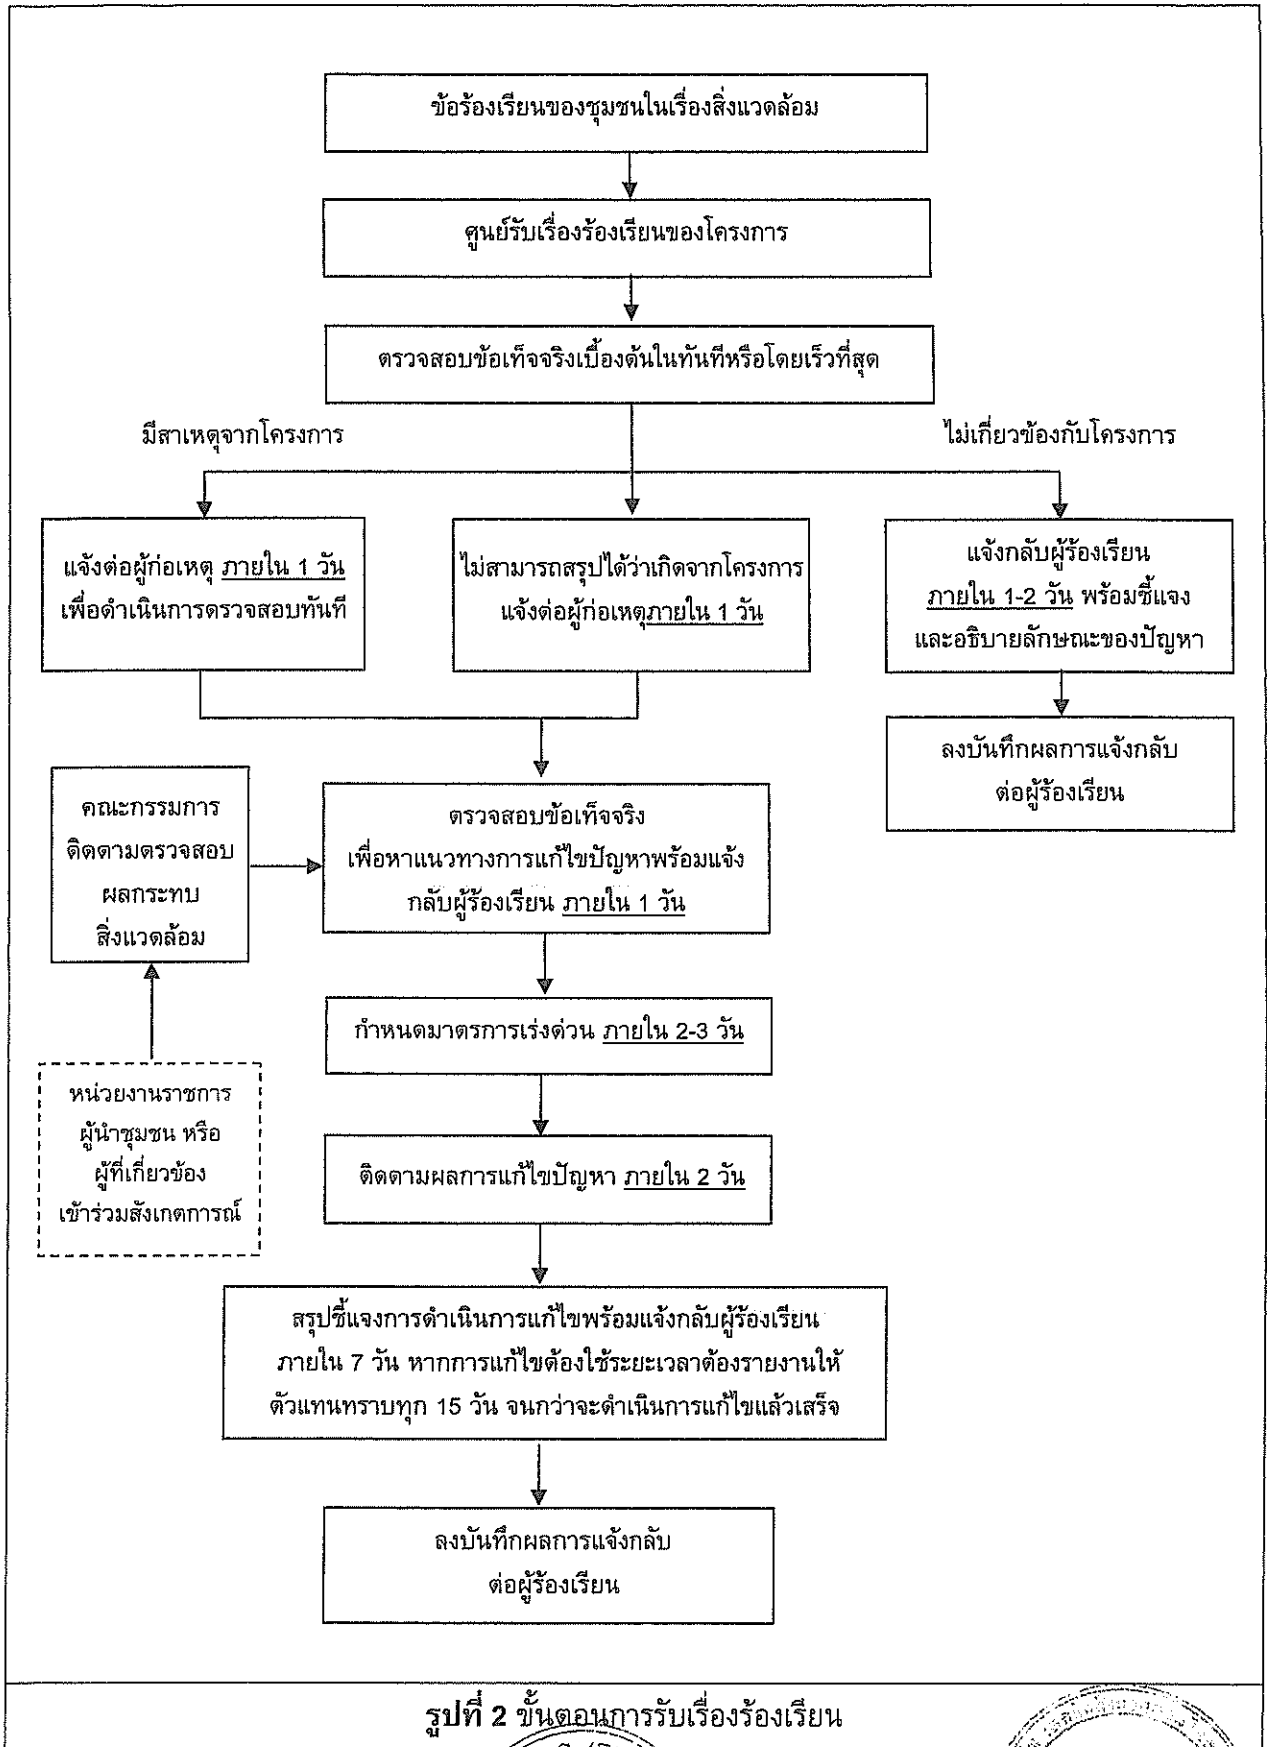 ข้อร้องเรียนของชุมชนในเรื่องสิ่งแวดล้อม
ศูนย์รับเรื่องร้องเรียนของโครงการ
ตรวจสอบข้อเท็จจริงเบื้องต้นในทันทีหรือโดยเร็วที่สุด
มีสาเหตุจากโครงการ
ไม่เกี่ยวข้องกับโครงการ
แจ้งต่อผู้ก่อเหตุ ภายใน 1 วัน
เพื่อดำเนินการตรวจสอบทันที
ไม่สามารถสรุปได้ว่าเกิดจากโครงการ
แจ้งต่อผู้ก่อเหตุภายใน 1 วัน
แจ้งกลับผู้ร้องเรียน
ภายใน 1-2 วัน พร้อมชี้แจง
และอธิบายลักษณะของปัญหา
ลงบันทึกผลการแจ้งกลับ
ต่อผู้ร้องเรียน
คณะกรรมการ
ติดตามตรวจสอบ
ผลกระทบ
สิ่งแวดล้อม
ตรวจสอบข้อเท็จจริง
เพื่อหาแนวทางการแก้ไขปัญหาพร้อมแจ้ง
กลับผู้ร้องเรียน ภายใน 1 วัน
กำหนดมาตรการเร่งด่วน ภายใน 2-3 วัน
หน่วยงานราชการ
ผู้นำชุมชน หรือ
ผู้ที่เกี่ยวข้อง
เข้าร่วมสังเกตการณ์
ติดตามผลการแก้ไขปัญหา ภายใน 2 วัน
สรุปชี้แจงการดำเนินการแก้ไขพร้อมแจ้งกลับผู้ร้องเรียน
ภายใน 7 วัน หากการแก้ไขต้องใช้ระยะเวลาต้องรายงานให้
ตัวแทนทราบทุก 15 วัน จนกว่าจะดำเนินการแก้ไขแล้วเสร็จ
ลงบันทึกผลการแจ้งกลับ
ต่อผู้ร้องเรียน
รูปที่ 2 ขั้นตอนการรับเรื่องร้องเรียน